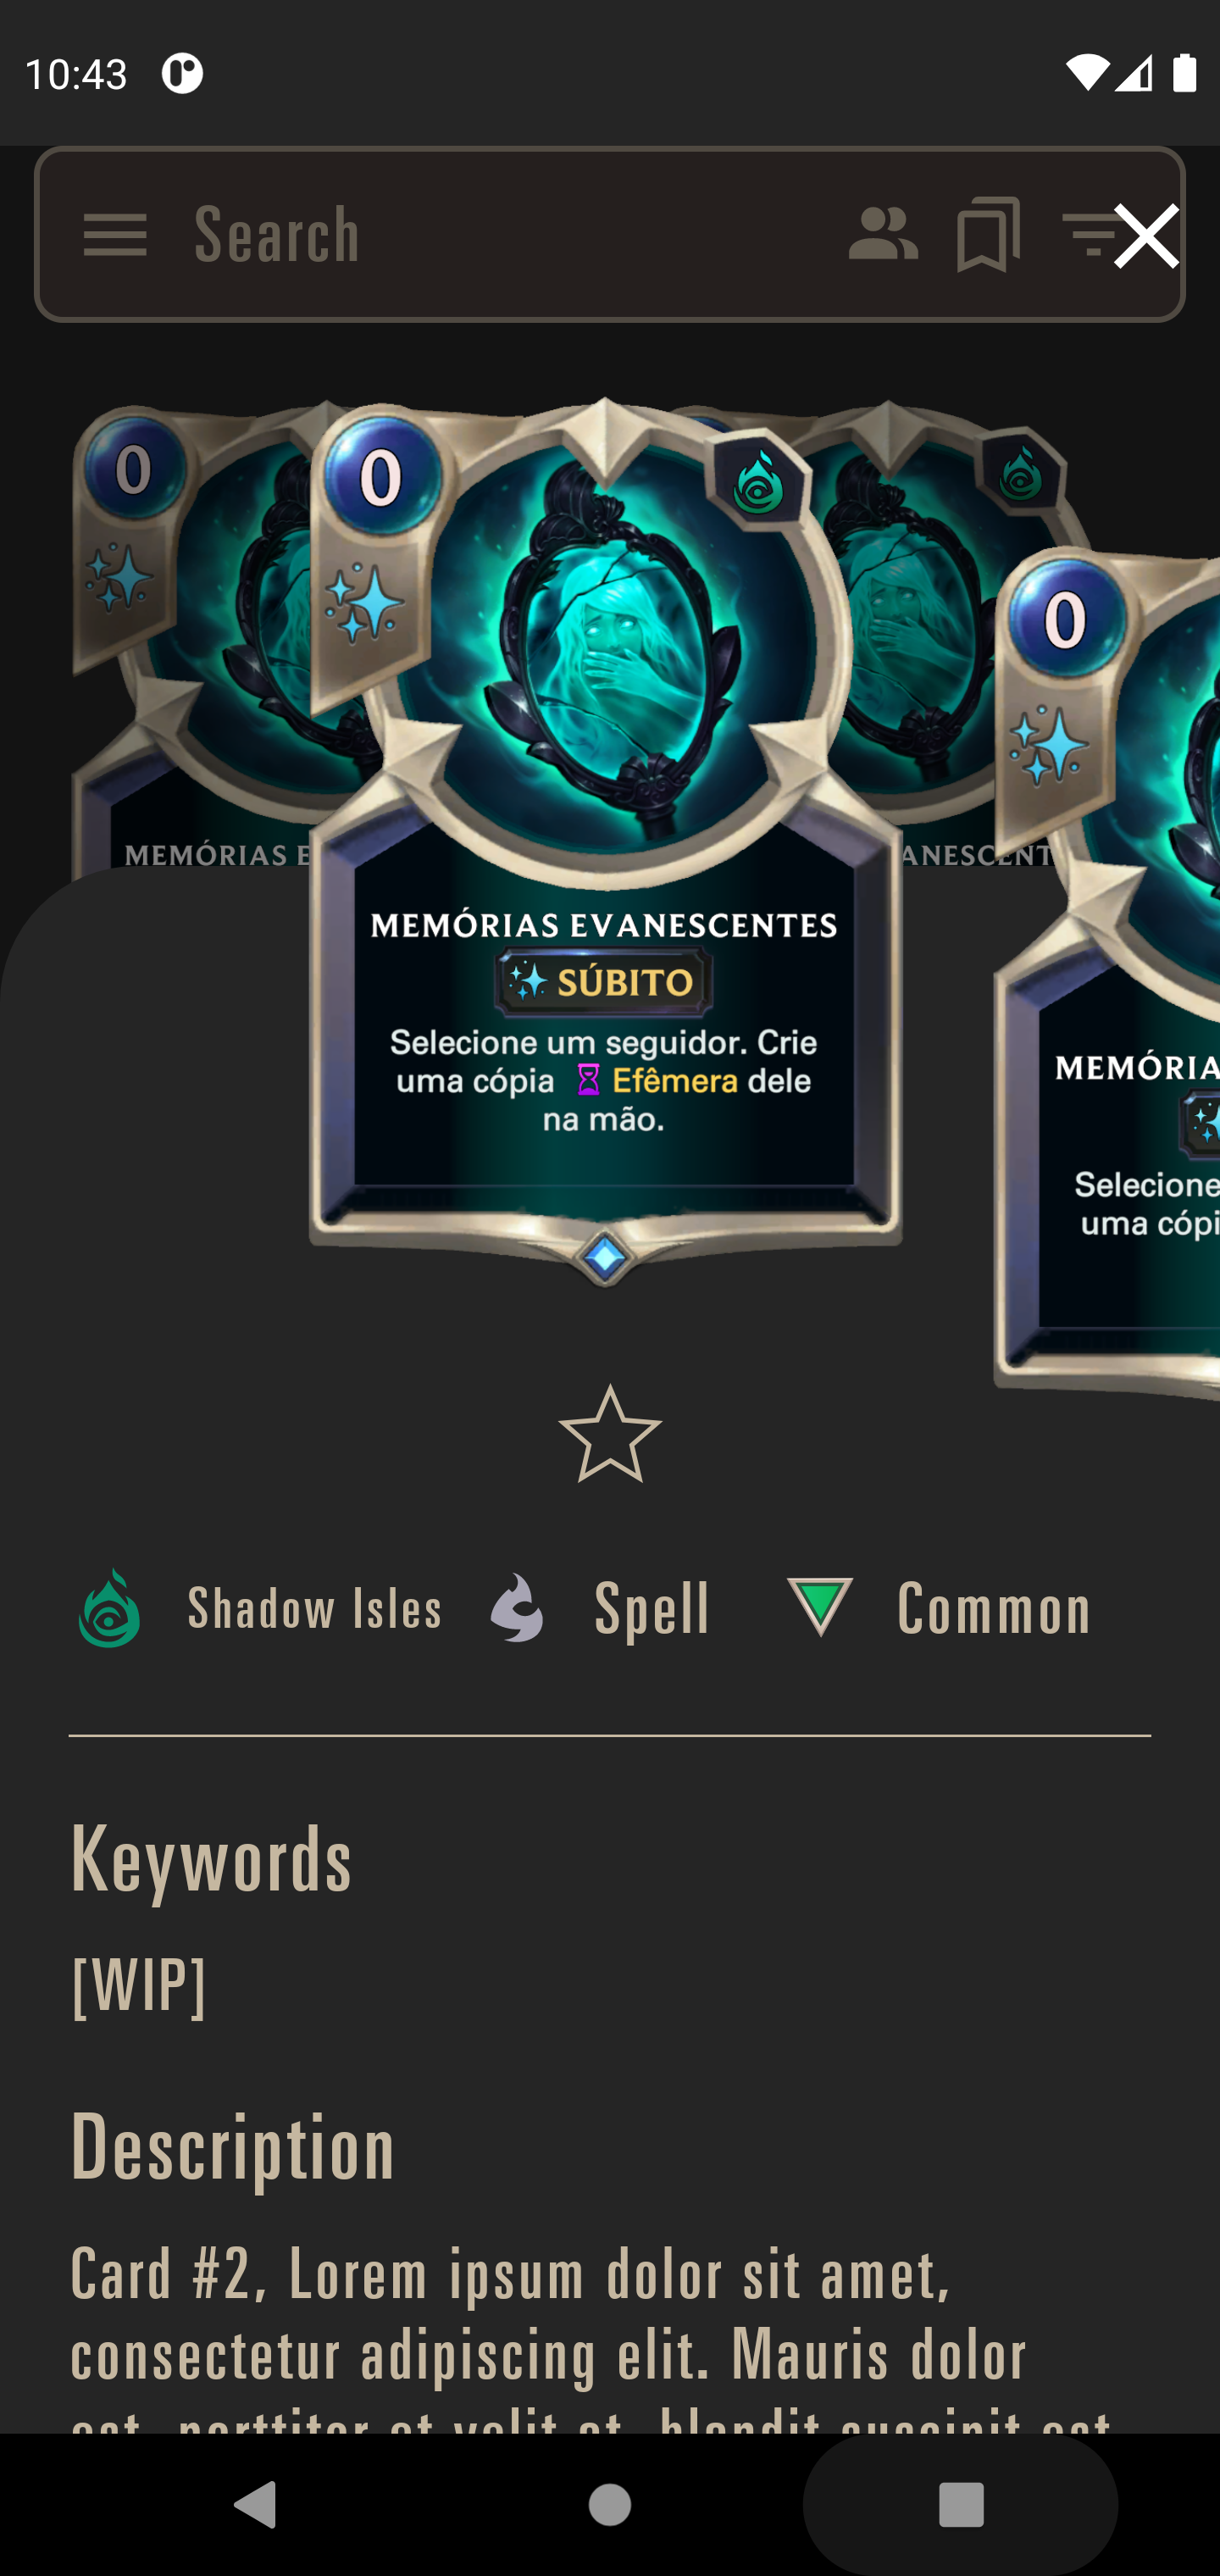 10:43
Search
0
0
0
MEMÓRIAS E
ANESCENT
MEMÓRIAS EVANESCENTES
SÚBITO
Selecione um seguidor. Crie
uma cópia Efêmera dele
na mão.
MEMÓRIA
Selecione
uma cópi
Shadow Isles
Spell
Common
Keywords
[WIP]
Description
Card #2, Lorem ipsum dolor sit amet,
consectetur adipiscing elit. Mauris dolor